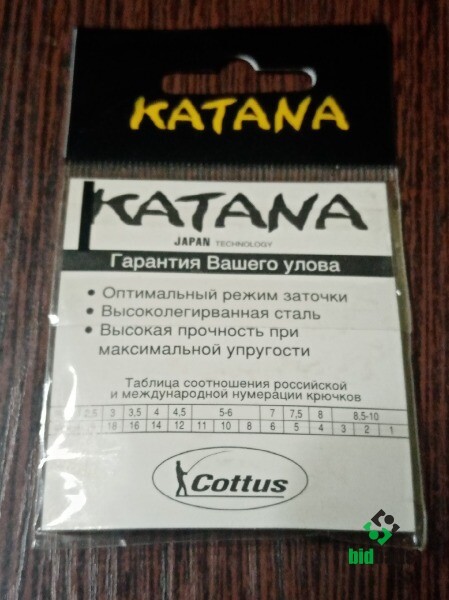 KATANA
KATANA
JAPAN TECHNOLOGY
Гарантия Вашего улова
• Оптимальный режим заточки
• Высоколегирванная сталь
• Высокая прочность при
максимальной упругости
Таблица соотношения российской
и международной нумерации крючков
2,5 3 3,5 4 4,5 5-6 7 7,5 8 8,5-10
18 16 14 12 11 10 8 6 5 4 3 2 1
Cottus
bid